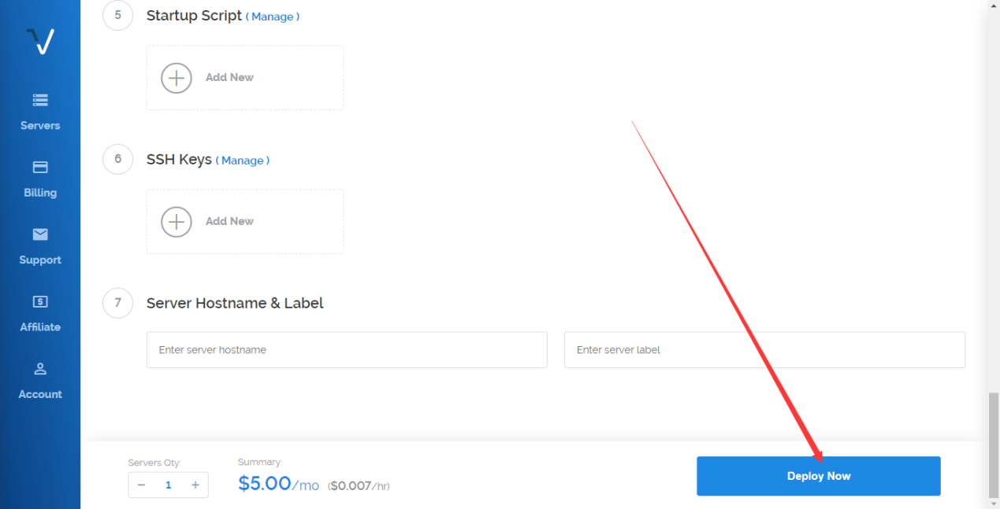 5
Startup Script ( Manage )
Add New
Servers
6
SSH Keys ( Manage )
Billing
Add New
Support
7
Server Hostname & Label
Affiliate
Enter server hostname
Enter server label
Account
Servers Qty:
Summary:
− 1 +
$5.00/mo ($0.007/hr)
Deploy Now